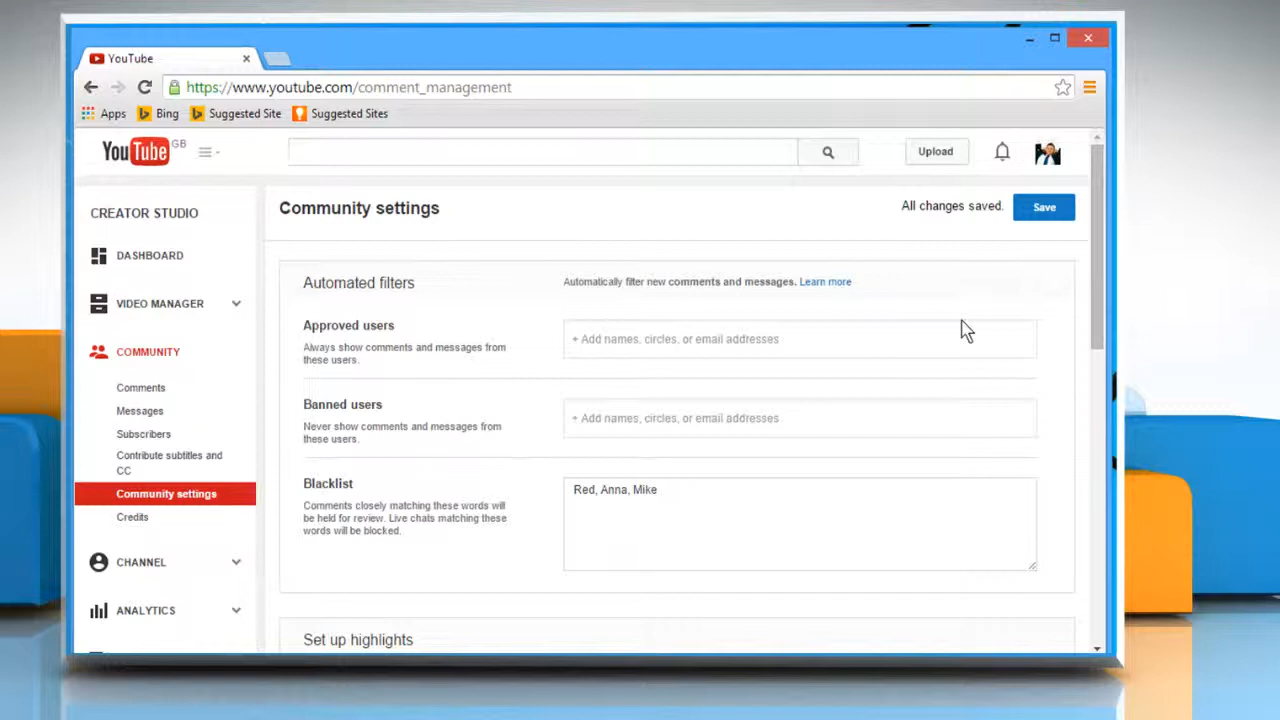 YouTube
https://www.youtube.com/comment_management
Apps Bing Suggested Site Suggested Sites
YouTube GB
Upload
CREATOR STUDIO
DASHBOARD
VIDEO MANAGER
COMMUNITY
Comments
Messages
Subscribers
Contribute subtitles and
CC
Community settings
Credits
CHANNEL
ANALYTICS
Community settings
All changes saved.
Save
Automated filters
Automatically filter new comments and messages. Learn more
Approved users
Always show comments and messages from
these users.
+ Add names, circles, or email addresses
Banned users
Never show comments and messages from
these users.
+ Add names, circles, or email addresses
Blacklist
Comments closely matching these words will
be held for review. Live chats matching these
words will be blocked.
Red, Anna, Mike
Set up highlights